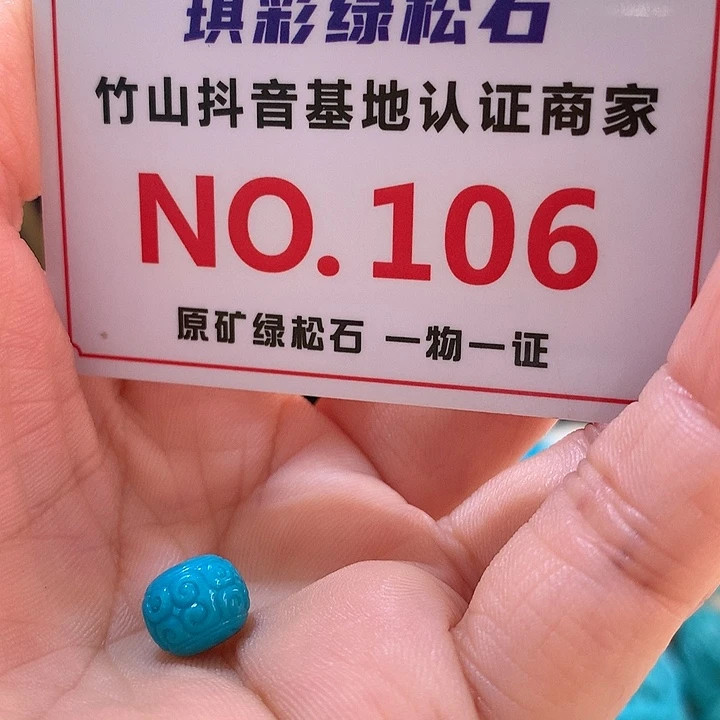 琪彩绿松石
竹山抖音基地认证商家
NO.106
原矿绿松石 一物一证